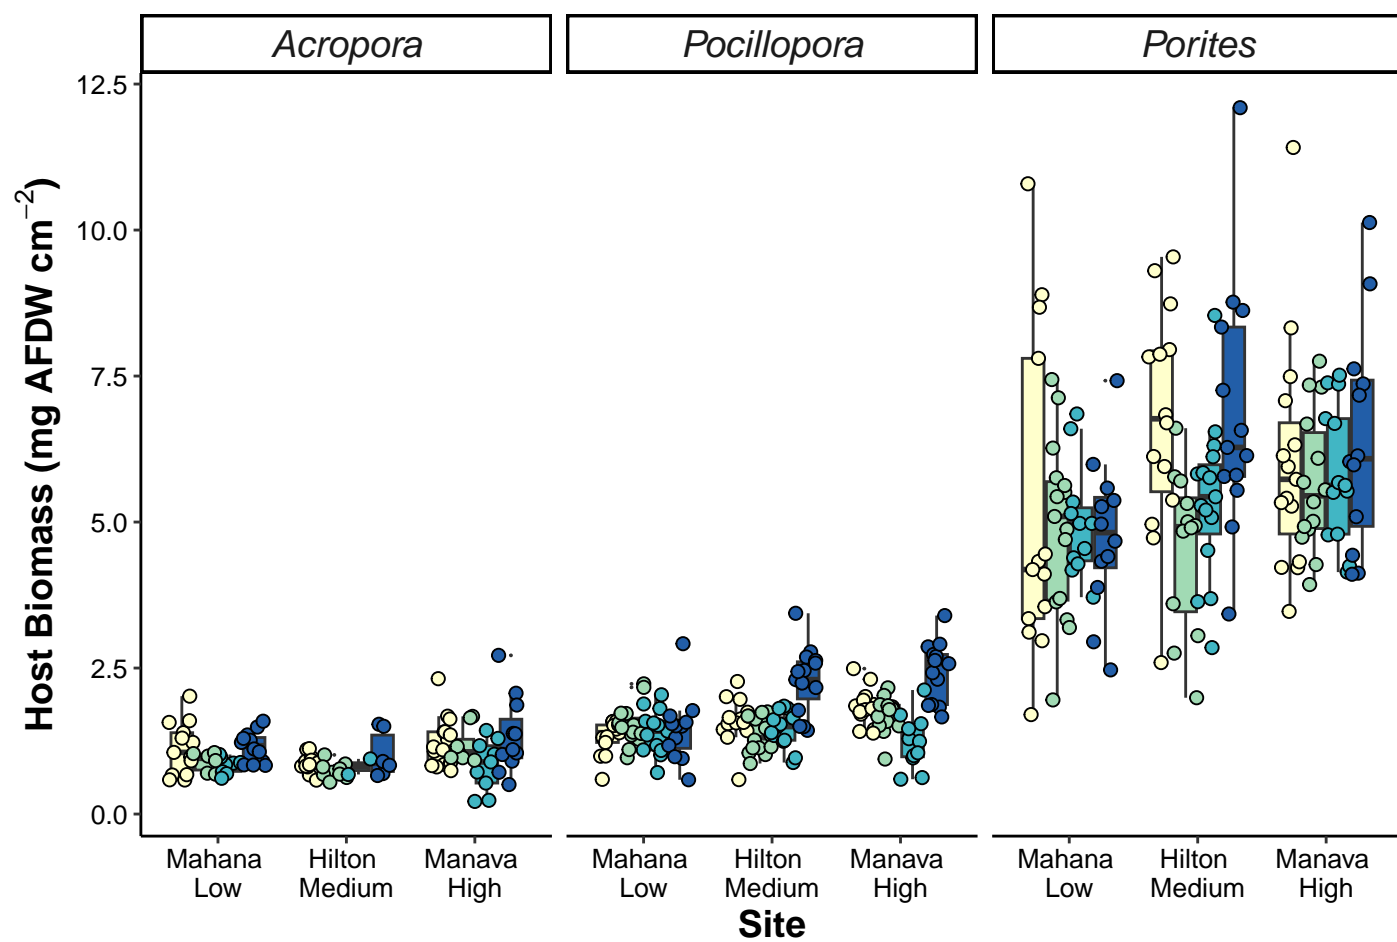 Acropora
Pocillopora
Porites
Host Biomass (mg AFDW cm⁻²)
12.5
10.0
7.5
5.0
2.5
0.0
Mahana
Low
Hilton
Medium
Manava
High
Mahana
Low
Hilton
Medium
Manava
High
Mahana
Low
Hilton
Medium
Manava
High
Site